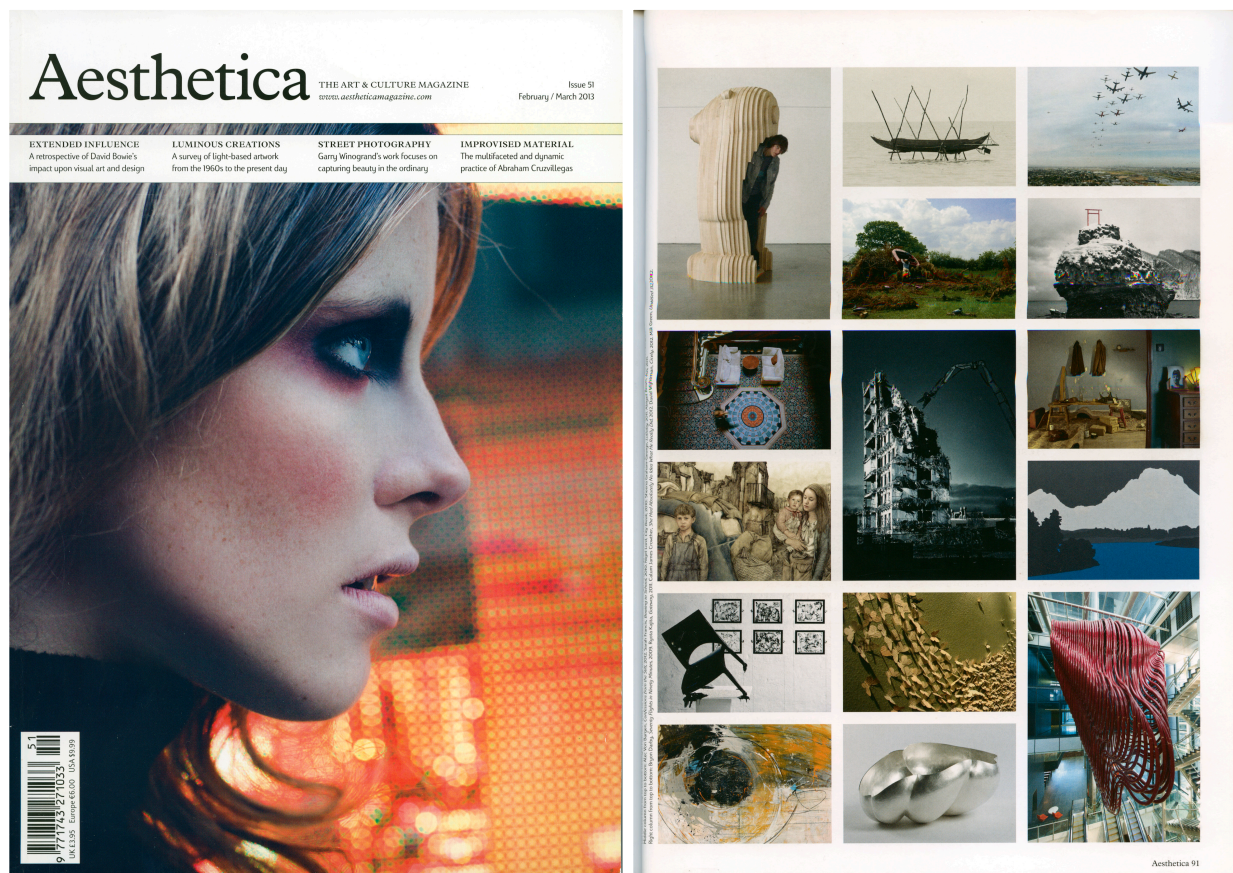 Aesthetica
THE ART & CULTURE MAGAZINE
www.aestheticamagazine.com
Issue 51
February / March 2013
EXTENDED INFLUENCE
A retrospective of David Bowie's
impact upon visual art and design
LUMINOUS CREATIONS
A survey of light-based artwork
from the 1960s to the present day
STREET PHOTOGRAPHY
Garry Winogrand's work focuses on
capturing beauty in the ordinary
IMPROVISED MATERIAL
The multifaceted and dynamic
practice of Abraham Cruzvillegas
51
9 771743 271033
UK £3.95 Europe €6.00 USA $9.99
Aesthetica 91